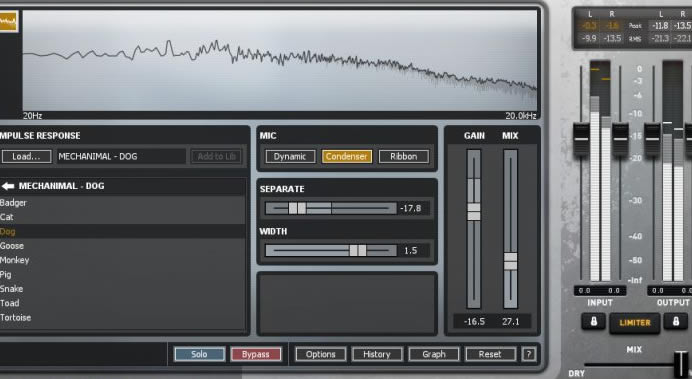 L R L R
-0.3 -1.6 Peak -11.8 -13.5
-9.9 -13.5 RMS -21.3 -22.1
20Hz 20.0kHz
MPULSE RESPONSE
Load... MECHANIMAL - DOG Add to Lib
MECHANIMAL - DOG
Badger
Cat
Dog
Goose
Monkey
Pig
Snake
Toad
Tortoise
MIC
Dynamic Condenser Ribbon
SEPARATE
-17.8
WIDTH
1.5
GAIN MIX
-16.5 27.1
0
-3
-6
-10
-15
-20
-30
-40
-50
-Inf
0.0 0.0 0.0 0.0
INPUT OUTPUT
LIMITER
MIX
DRY
Solo Bypass Options History Graph Reset ?